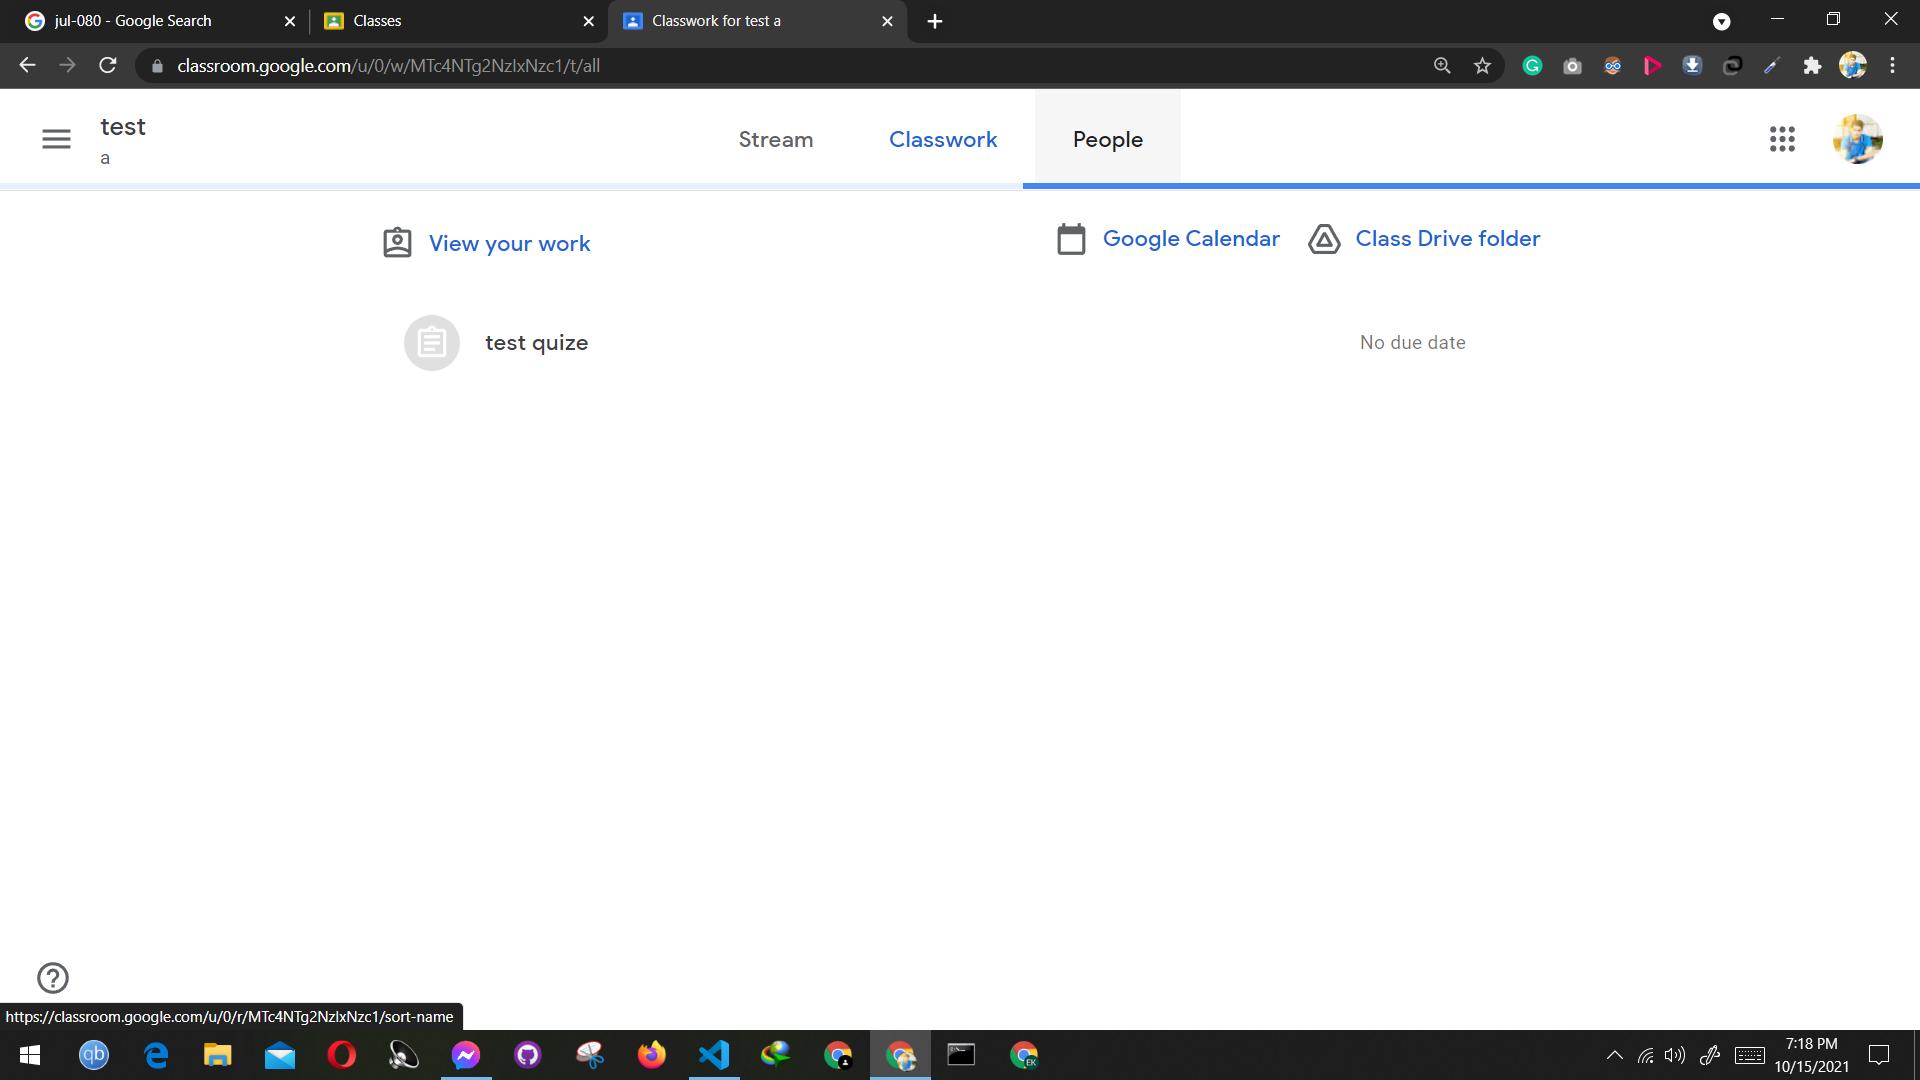 jul-080 - Google Search
Classes
Classwork for test a
classroom.google.com/u/0/w/MTc4NTg2NzIxNzc1/t/all
test
a
Stream
Classwork
People
View your work
Google Calendar
Class Drive folder
test quize
No due date
https://classroom.google.com/u/0/r/MTc4NTg2NzIxNzc1/sort-name
qb
EK
7:18 PM
10/15/2021